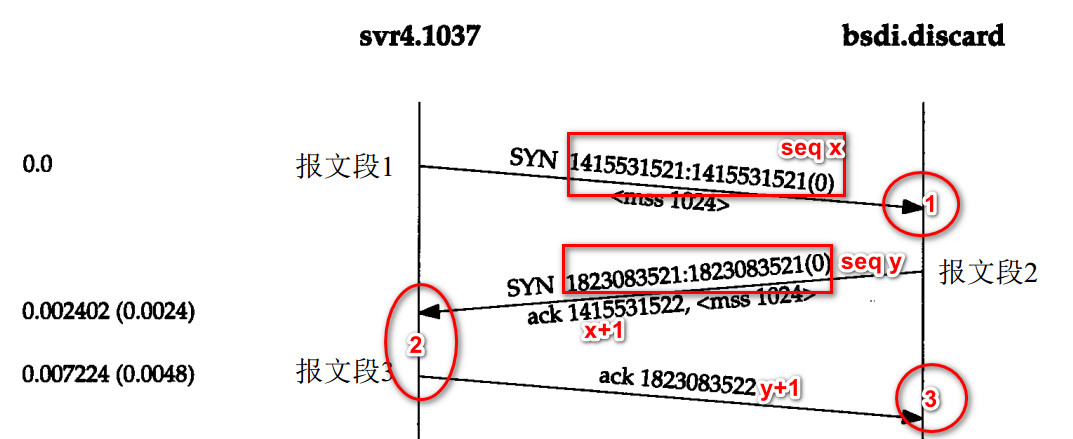 svr4.1037
bsdi.discard
0.0
报文段1
SYN 1415531521:1415531521(0)
seq x
<mss 1024>
1
SYN 1823083521:1823083521(0)
seq y
报文段2
0.002402 (0.0024)
ack 1415531522, <mss 1024>
x+1
2
0.007224 (0.0048)
报文段3
ack 1823083522
y+1
3